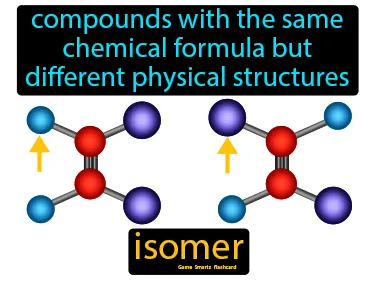 compounds with the same
chemical formula but
different physical structures
isomer
Game Smartz flashcard